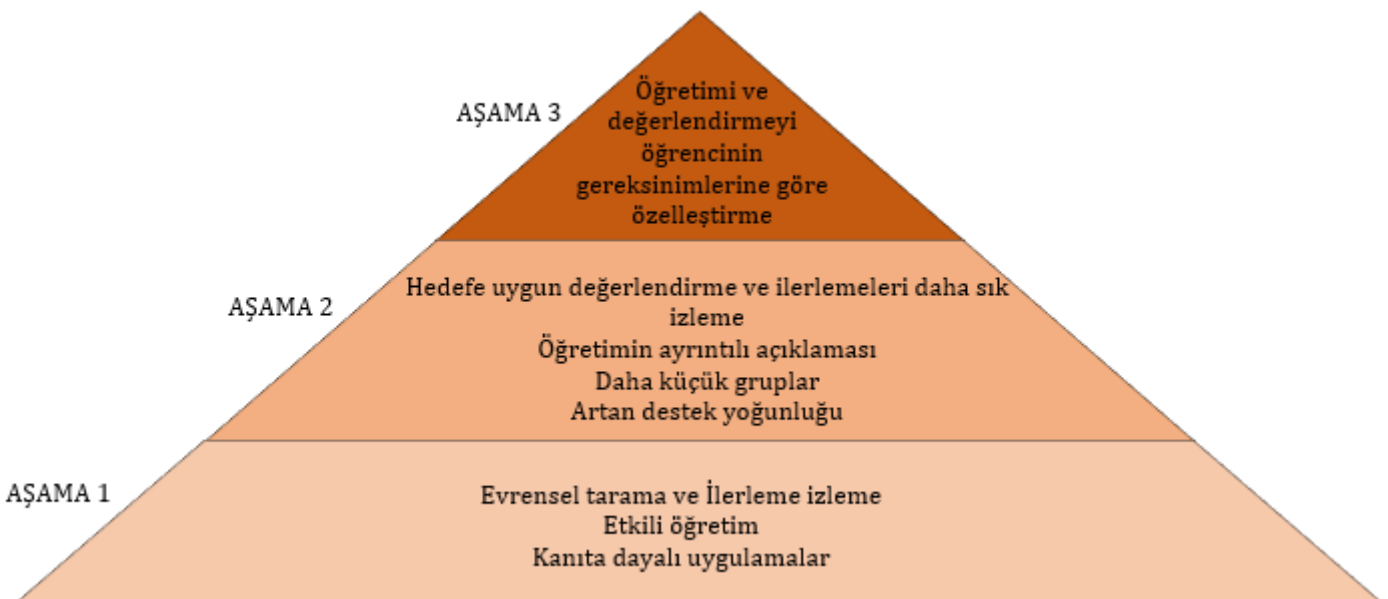 AŞAMA 3
Öğretimi ve
değerlendirmeyi
öğrencinin
gereksinimlerine göre
özelleştirme
AŞAMA 2
Hedefe uygun değerlendirme ve ilerlemeleri daha sık
izleme
Öğretimin ayrıntılı açıklaması
Daha küçük gruplar
Artan destek yoğunluğu
AŞAMA 1
Evrensel tarama ve İlerleme izleme
Etkili öğretim
Kanıta dayalı uygulamalar